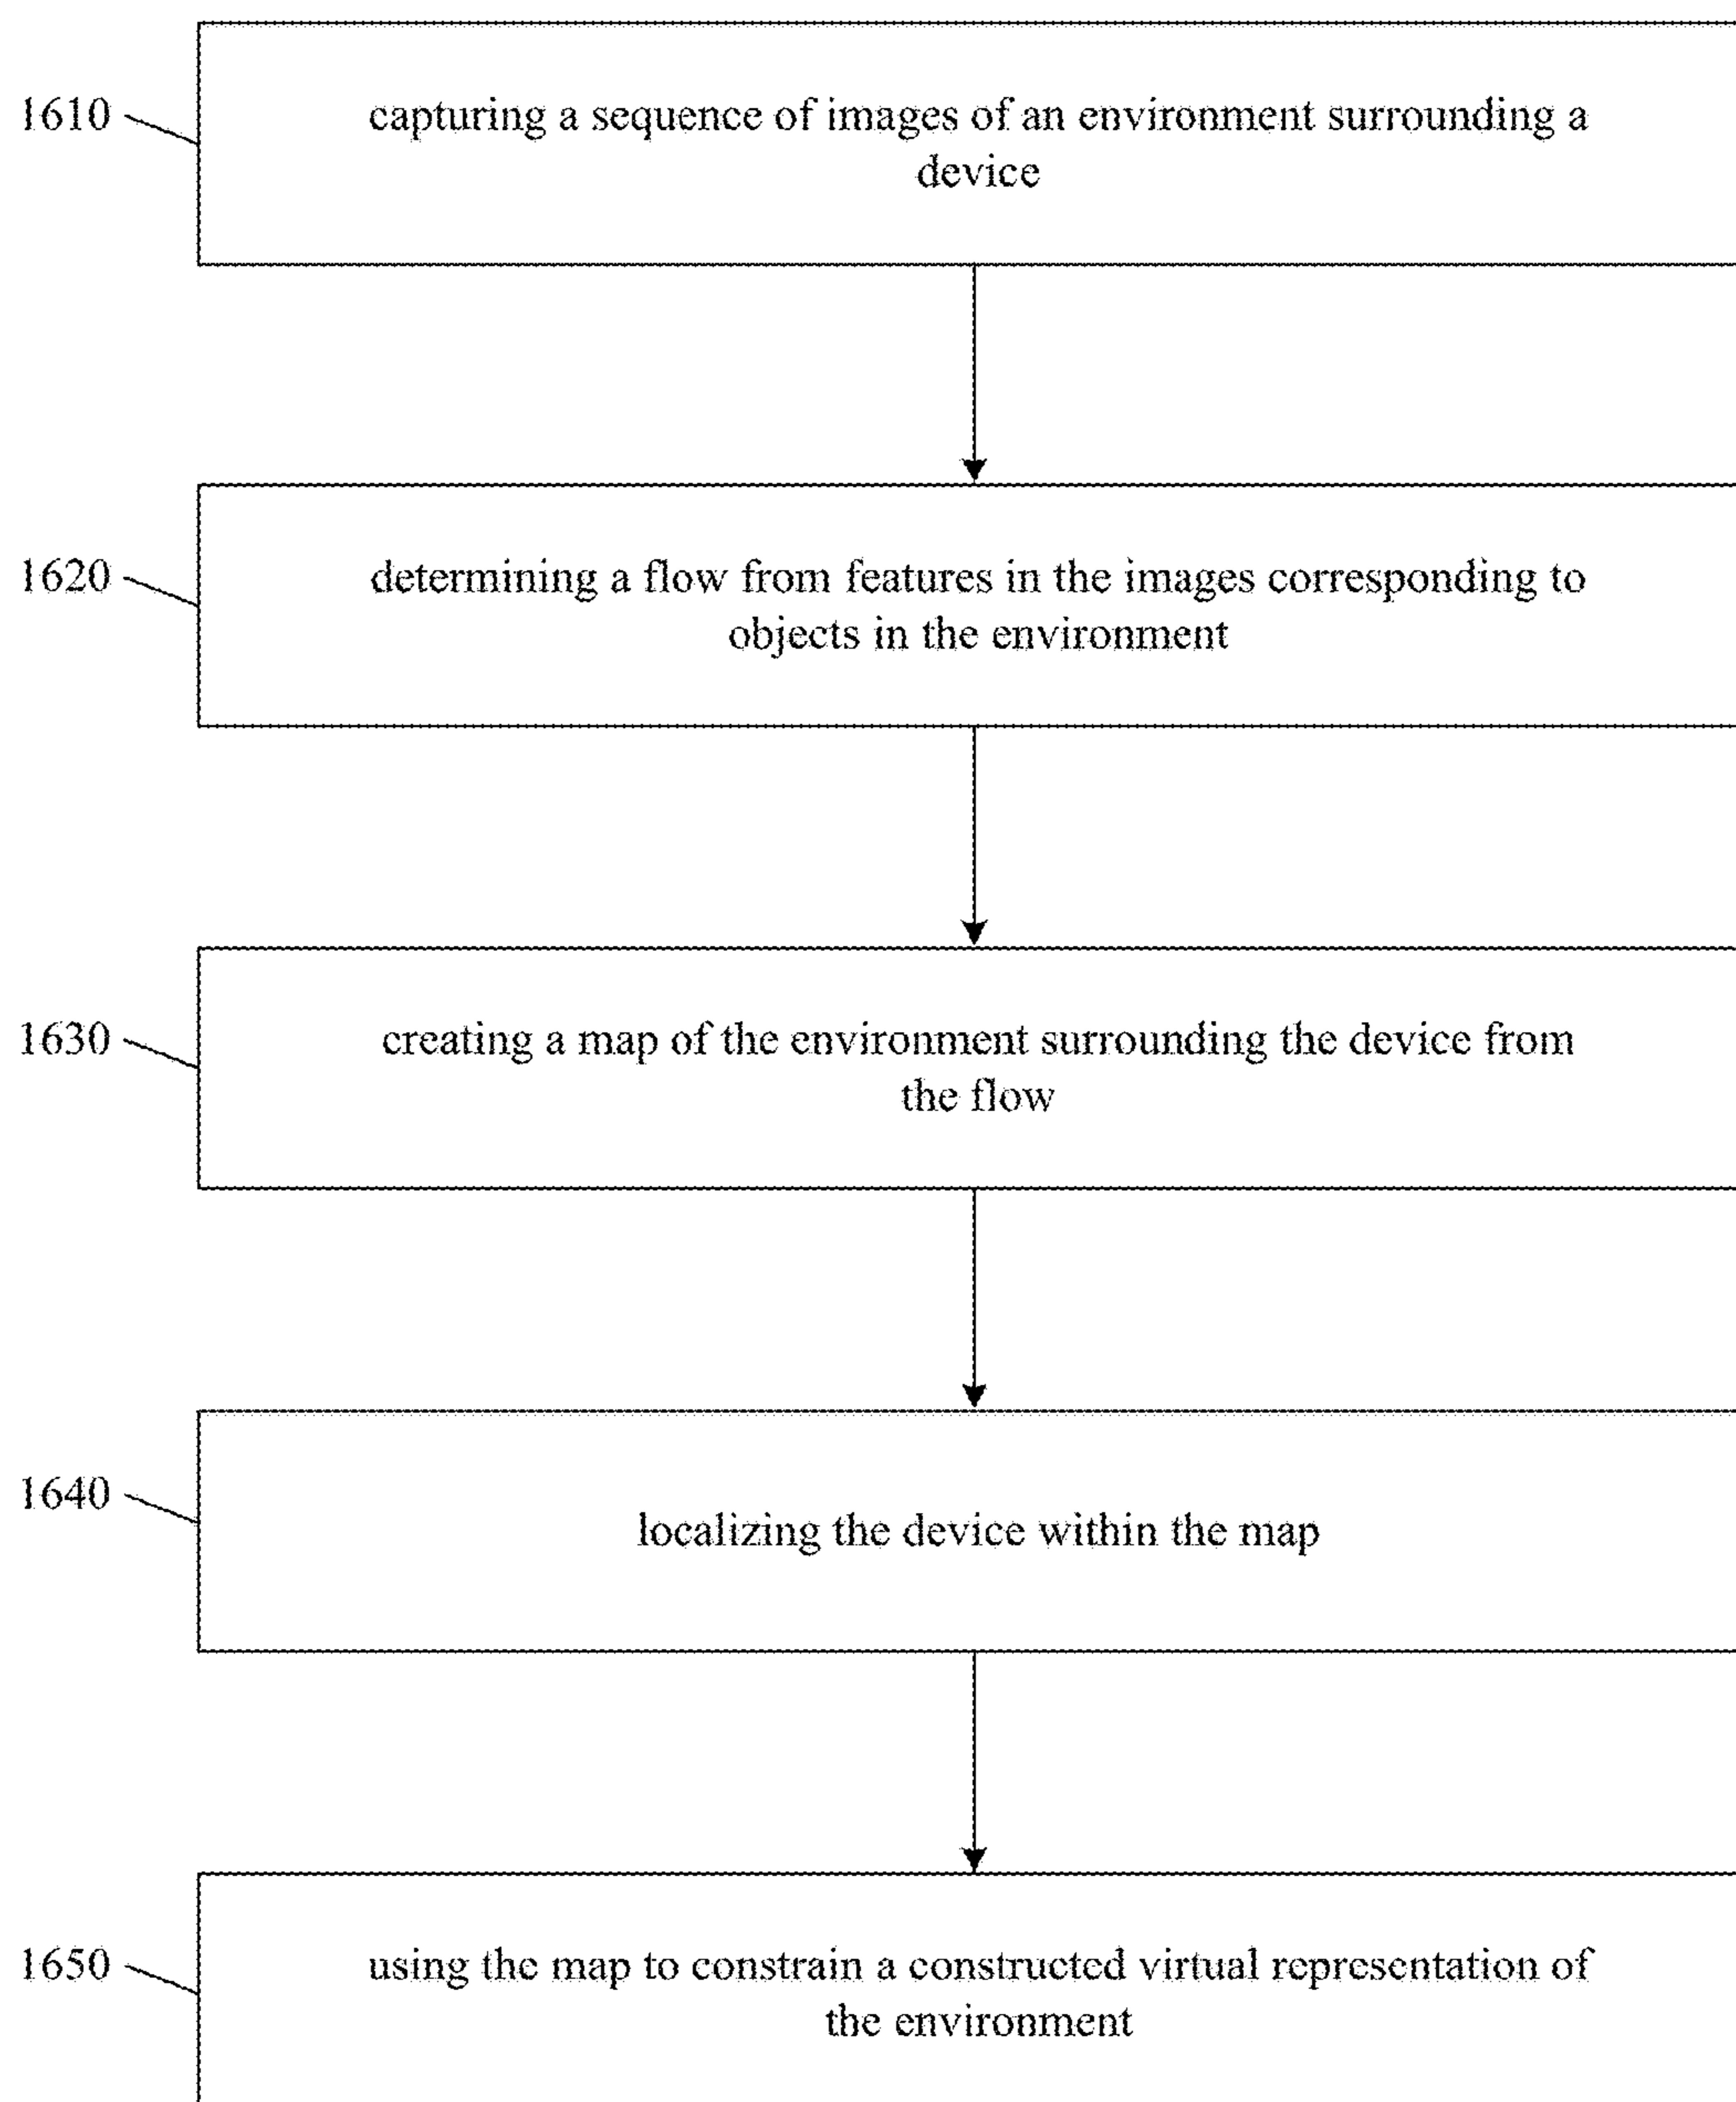 1610
capturing a sequence of images of an environment surrounding a
device
1620
determining a flow from features in the images corresponding to
objects in the environment
1630
creating a map of the environment surrounding the device from
the flow
1640
localizing the device within the map
1650
using the map to constrain a constructed virtual representation of
the environment